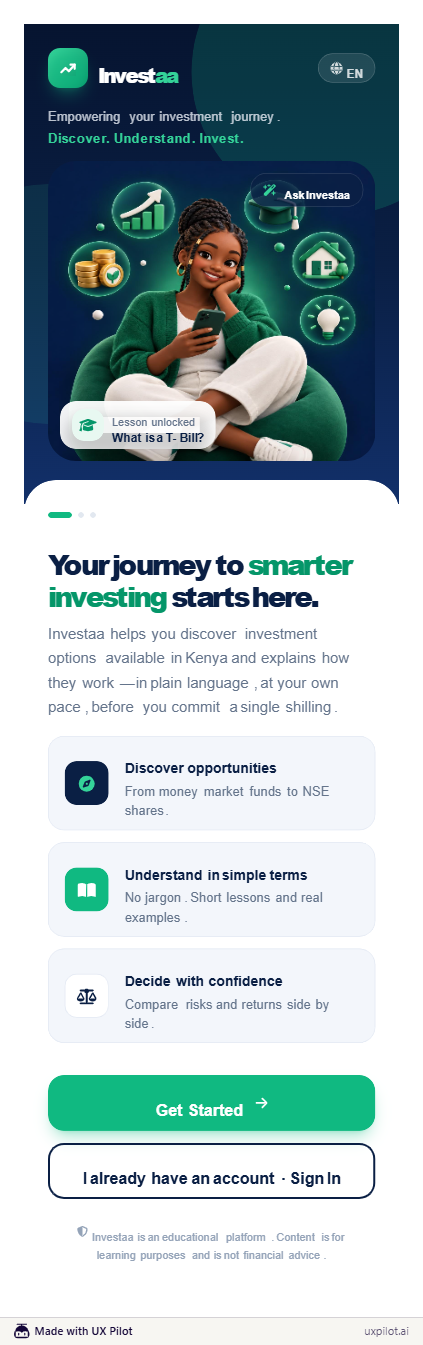 Investaa
EN
Empowering your investment journey.
Discover. Understand. Invest.
Ask Investaa
Lesson unlocked
What is a T-Bill?
Your journey to smarter
investing starts here.
Investaa helps you discover investment
options available in Kenya and explains how
they work —in plain language, at your own
pace, before you commit a single shilling.
Discover opportunities
From money market funds to NSE
shares.
Understand in simple terms
No jargon. Short lessons and real
examples.
Decide with confidence
Compare risks and returns side by
side.
Get Started
I already have an account · Sign In
Investaa is an educational platform. Content is for
learning purposes and is not financial advice.
Made with UX Pilot
uxpilot.ai